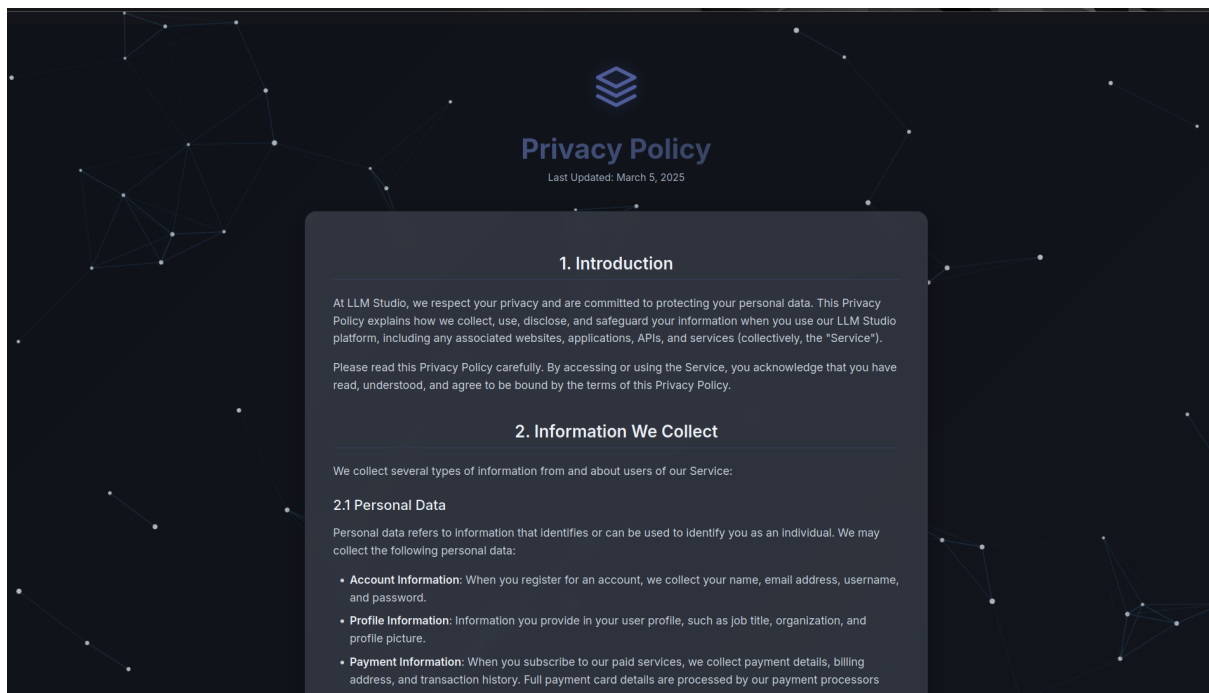 Privacy Policy
Last Updated: March 5, 2025
1. Introduction
At LLM Studio, we respect your privacy and are committed to protecting your personal data. This Privacy
Policy explains how we collect, use, disclose, and safeguard your information when you use our LLM Studio
platform, including any associated websites, applications, APIs, and services (collectively, the "Service").
Please read this Privacy Policy carefully. By accessing or using the Service, you acknowledge that you have
read, understood, and agree to be bound by the terms of this Privacy Policy.
2. Information We Collect
We collect several types of information from and about users of our Service:
2.1 Personal Data
Personal data refers to information that identifies or can be used to identify you as an individual. We may
collect the following personal data:
• Account Information: When you register for an account, we collect your name, email address, username,
and password.
• Profile Information: Information you provide in your user profile, such as job title, organization, and
profile picture.
• Payment Information: When you subscribe to our paid services, we collect payment details, billing
address, and transaction history. Full payment card details are processed by our payment processors